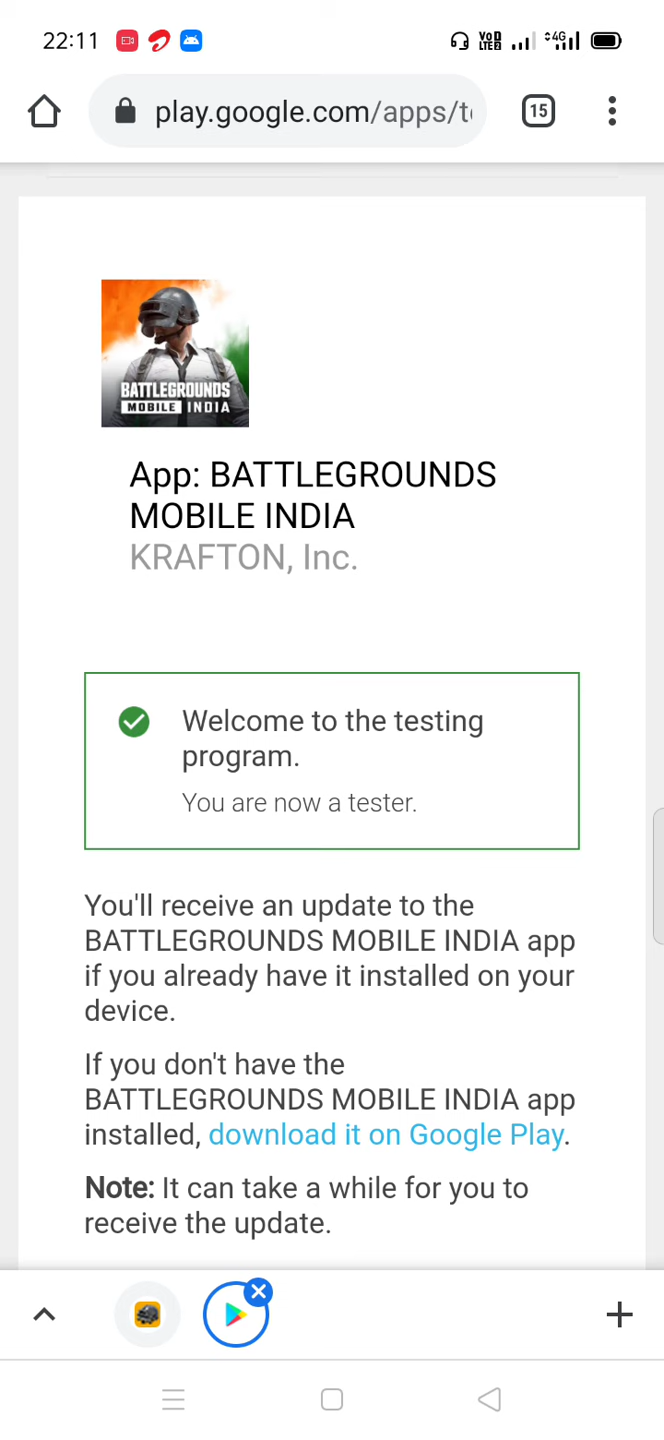 22:11
VoD
LTE2
4G
play.google.com/apps/t
15
BATTLEGROUNDS
MOBILE INDIA
App: BATTLEGROUNDS
MOBILE INDIA
KRAFTON, Inc.
Welcome to the testing
program.
You are now a tester.
You'll receive an update to the
BATTLEGROUNDS MOBILE INDIA app
if you already have it installed on your
device.
If you don't have the
BATTLEGROUNDS MOBILE INDIA app
installed, download it on Google Play.
Note: It can take a while for you to
receive the update.